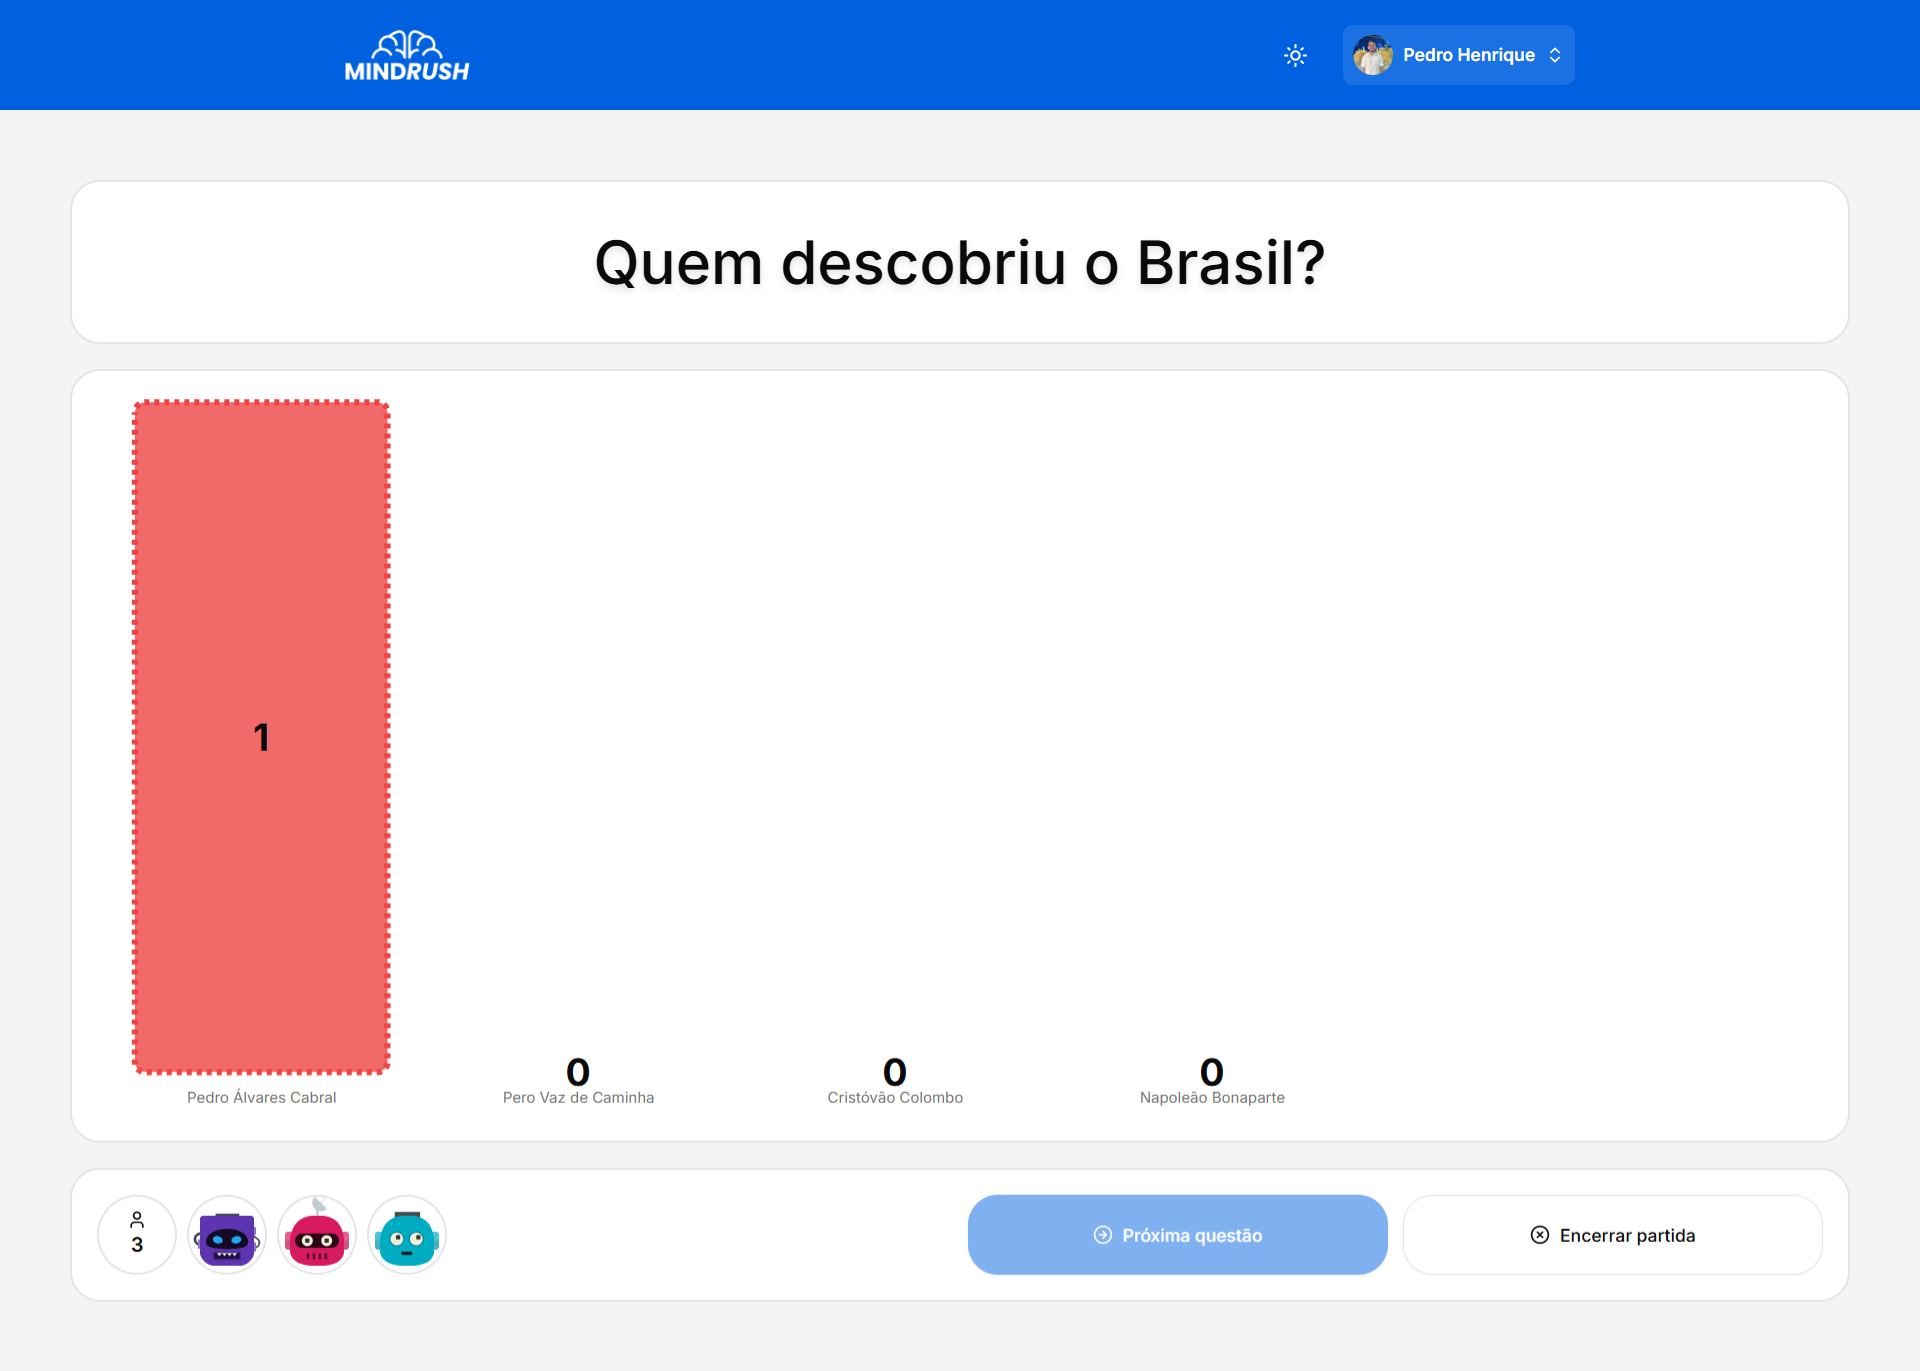 MINDRUSH
Pedro Henrique
Quem descobriu o Brasil?
1
0
0
0
Pedro Álvares Cabral
Pero Vaz de Caminha
Cristóvão Colombo
Napoleão Bonaparte
3
Próxima questão
Encerrar partida